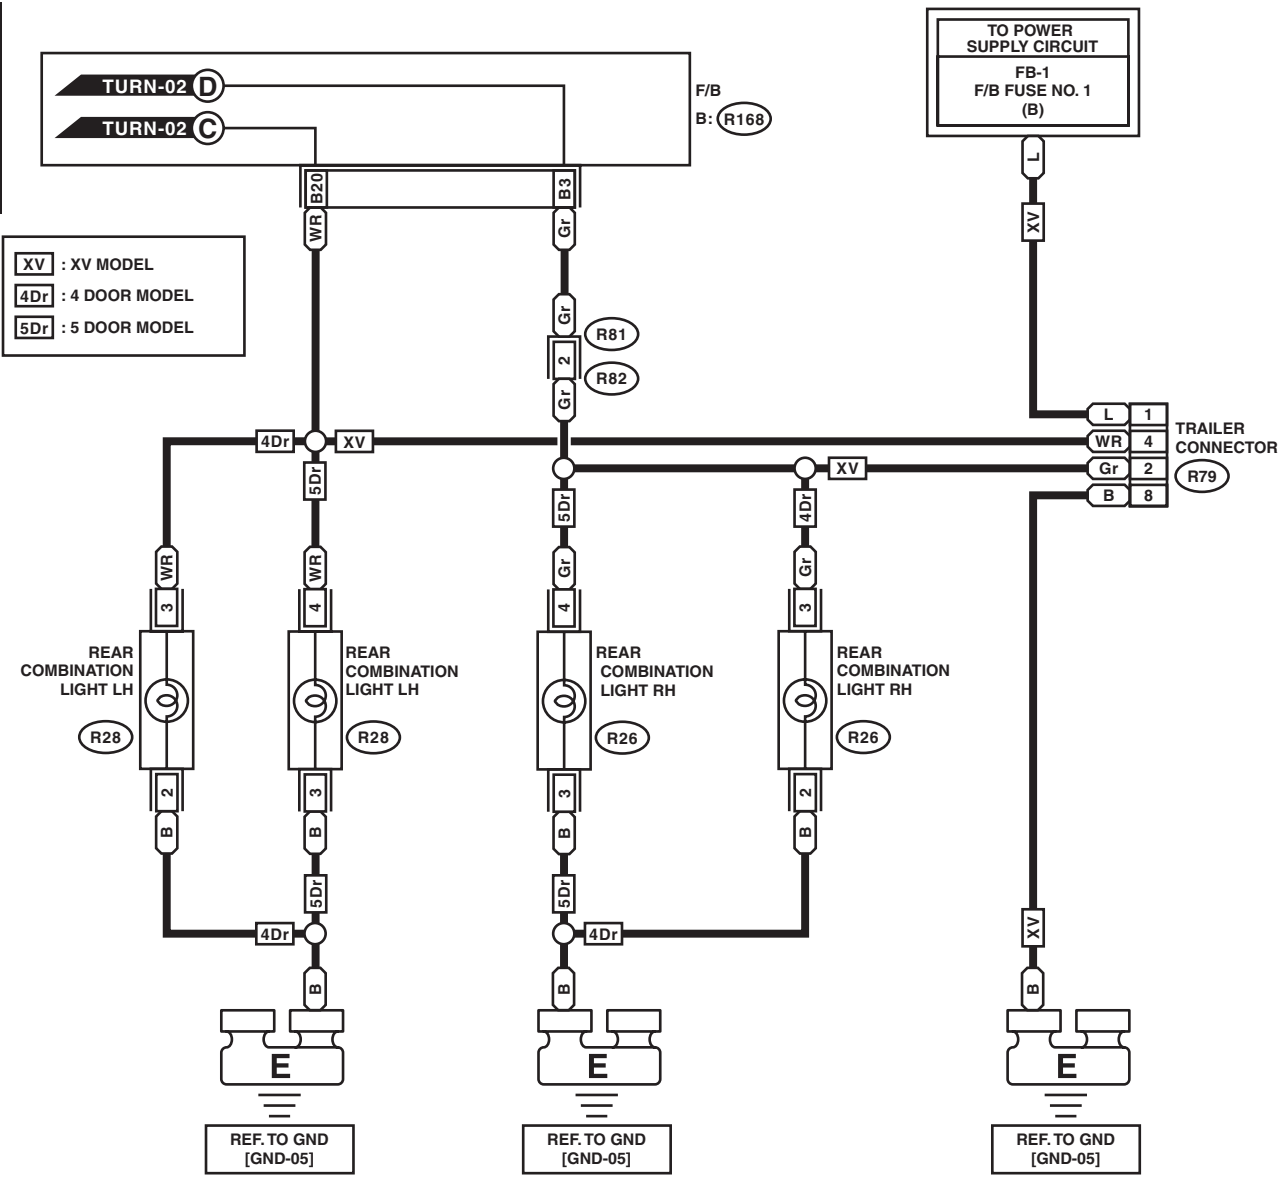 TURN-02 D
TURN-02 C
F/B
B: R168
B20
B3
WR
Gr
TO POWER
SUPPLY CIRCUIT
FB-1
F/B FUSE NO. 1
(B)
L
XV
XV : XV MODEL
4Dr : 4 DOOR MODEL
5Dr : 5 DOOR MODEL
Gr
R81
2
R82
Gr
4Dr
XV
L 1
WR 4
Gr 2
B 8
TRAILER
CONNECTOR
R79
XV
5Dr
5Dr
4Dr
WR
WR
Gr
Gr
3
4
4
3
REAR
COMBINATION
LIGHT LH
R28
REAR
COMBINATION
LIGHT LH
R28
REAR
COMBINATION
LIGHT RH
R26
REAR
COMBINATION
LIGHT RH
R26
2
3
3
2
B
B
B
B
5Dr
5Dr
4Dr
4Dr
XV
B
B
B
E
E
E
REF. TO GND
[GND-05]
REF. TO GND
[GND-05]
REF. TO GND
[GND-05]